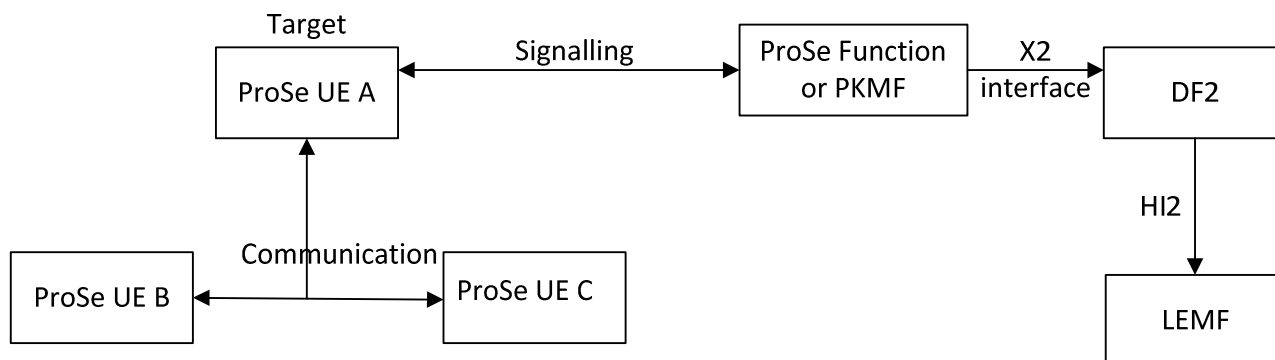 Target
ProSe UE A
Signalling
ProSe Function
or PKMF
X2
interface
DF2
HI2
Communication
ProSe UE B
ProSe UE C
LEMF